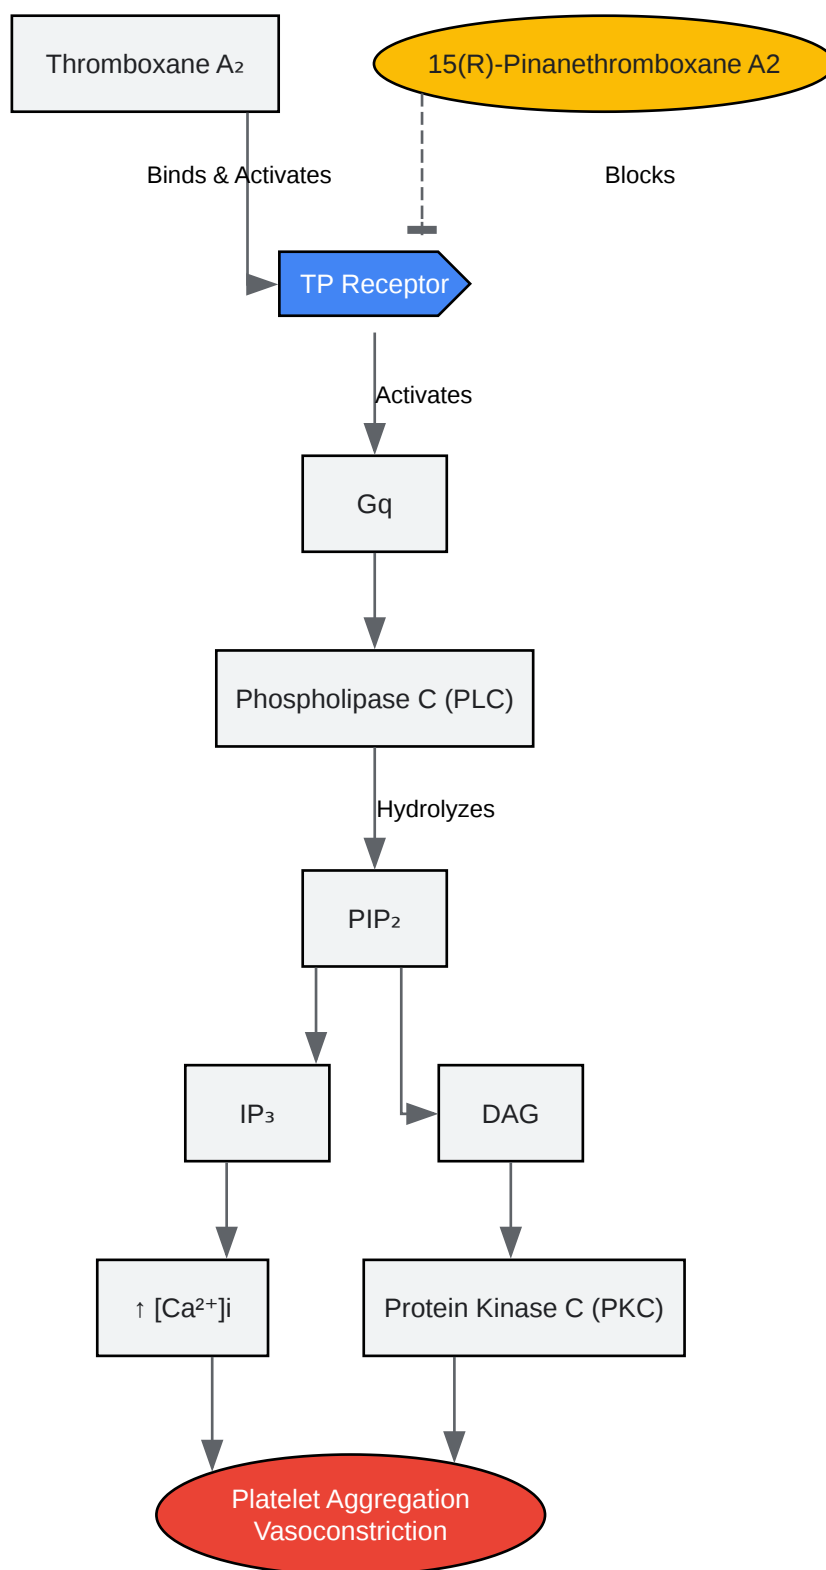 Thromboxane A₂
15(R)-Pinanethromboxane A2
Binds & Activates
Blocks
TP Receptor
Activates
Gq
Phospholipase C (PLC)
Hydrolyzes
PIP₂
IP₃
DAG
↑ [Ca²⁺]i
Protein Kinase C (PKC)
Platelet Aggregation
Vasoconstriction